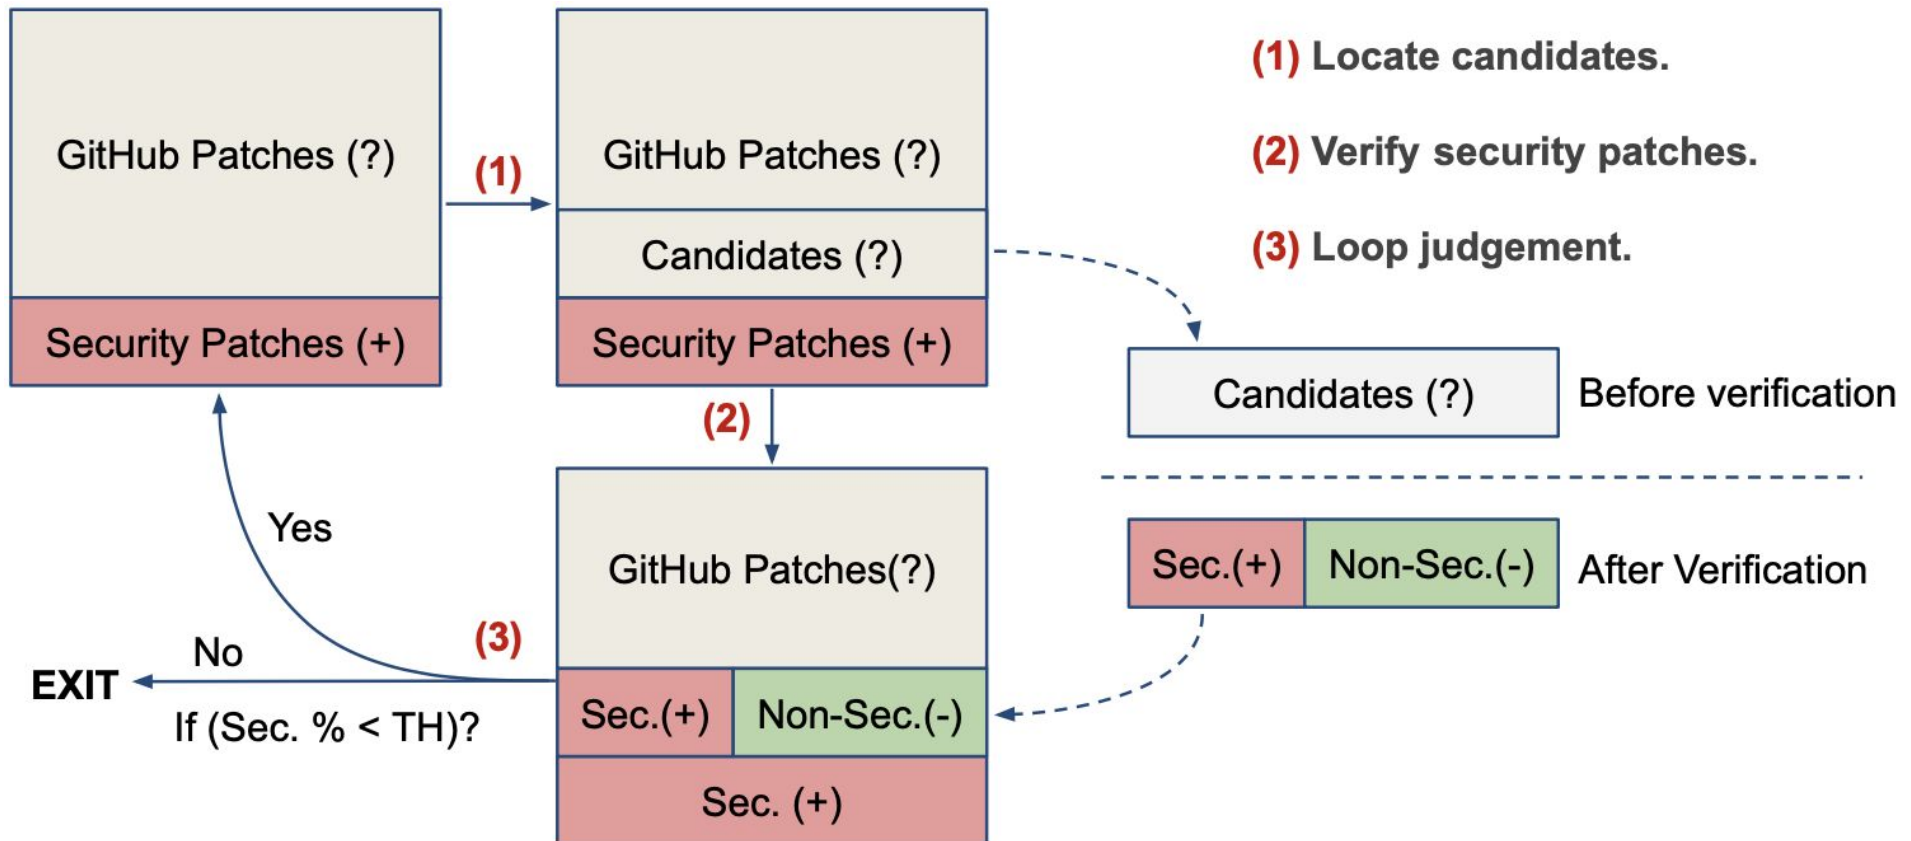 GitHub Patches (?)
Security Patches (+)
(1)
GitHub Patches (?)
Candidates (?)
Security Patches (+)
(1) Locate candidates.
(2) Verify security patches.
(3) Loop judgement.
Candidates (?)
Before verification
(2)
Sec.(+)
Non-Sec.(-)
After Verification
GitHub Patches(?)
Sec.(+)
Non-Sec.(-)
Sec. (+)
(3)
Yes
No
EXIT
If (Sec. % < TH)?